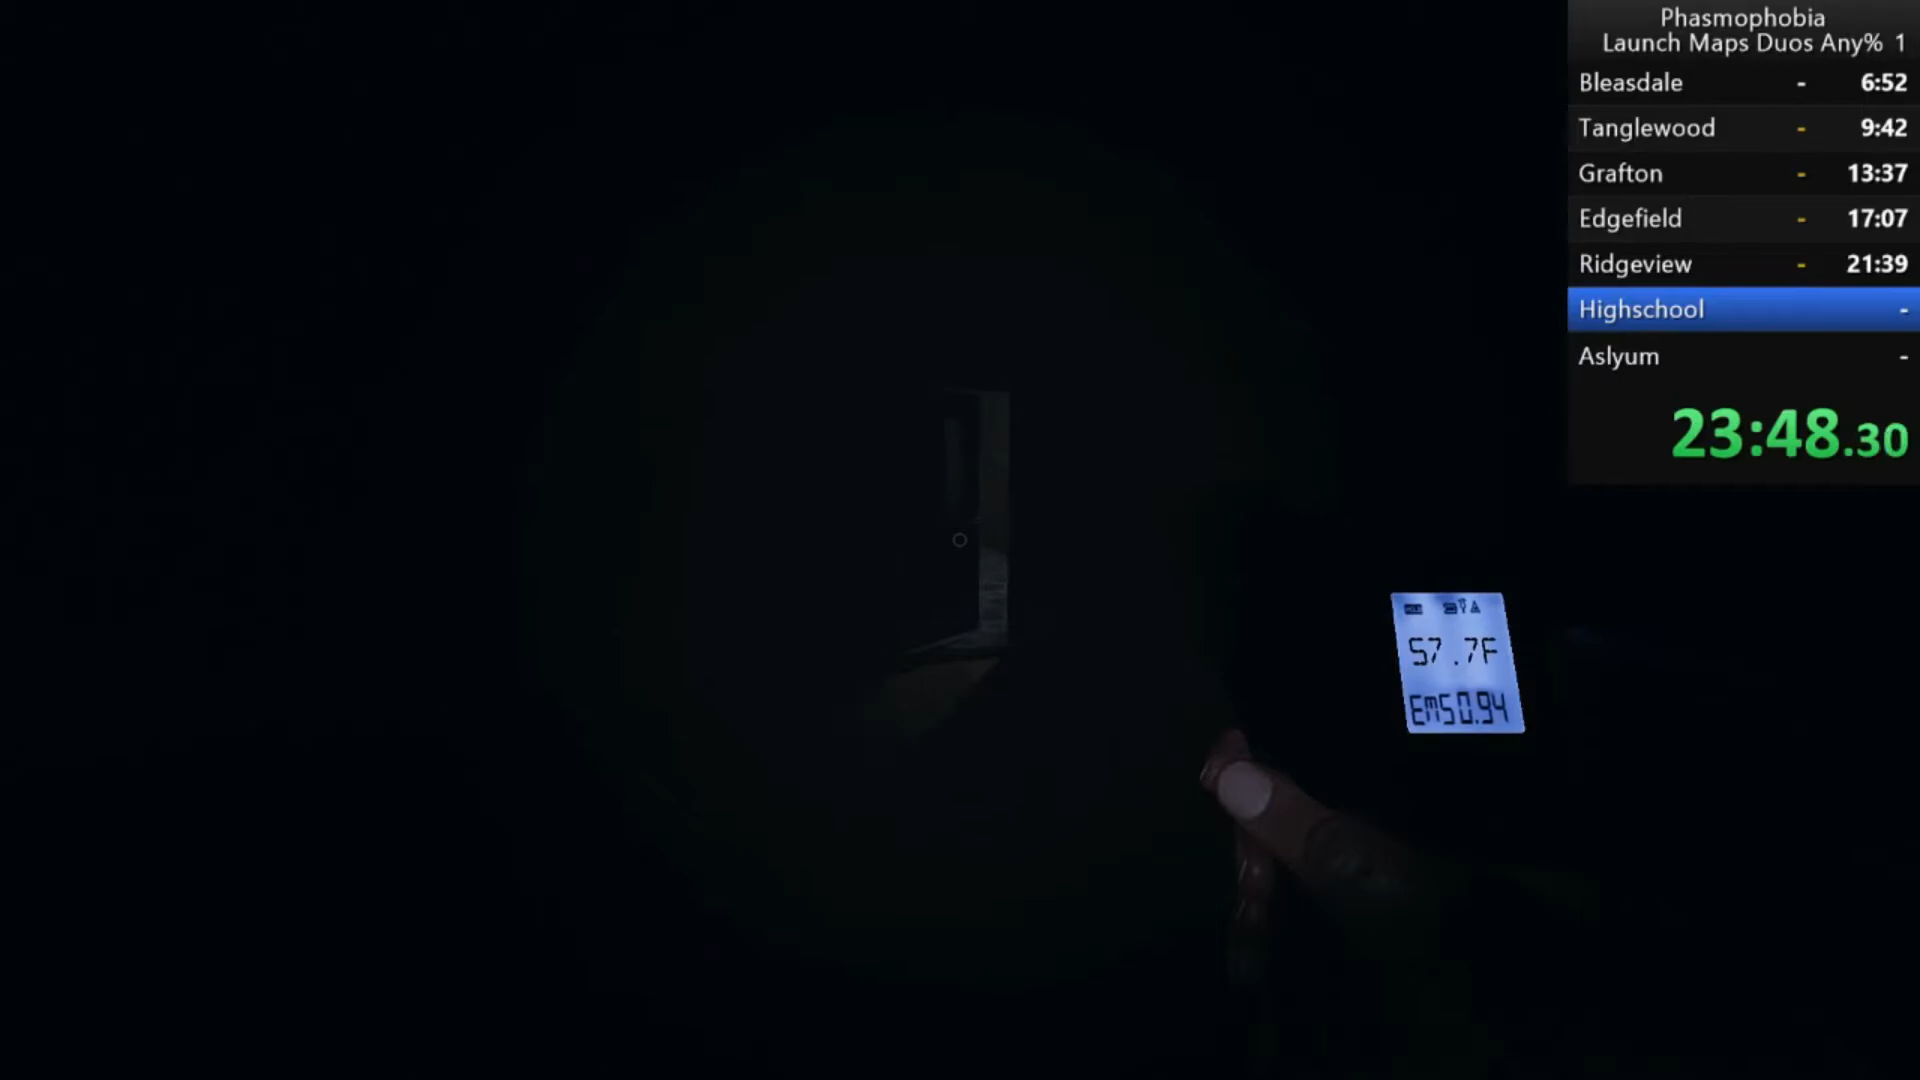 Phasmophobia
Launch Maps Duos Any% 1
Bleasdale - 6:52
Tanglewood - 9:42
Grafton - 13:37
Edgefield - 17:07
Ridgeview - 21:39
Highschool -
Aslyum -
23:48.30
57.7F
EMS0.94